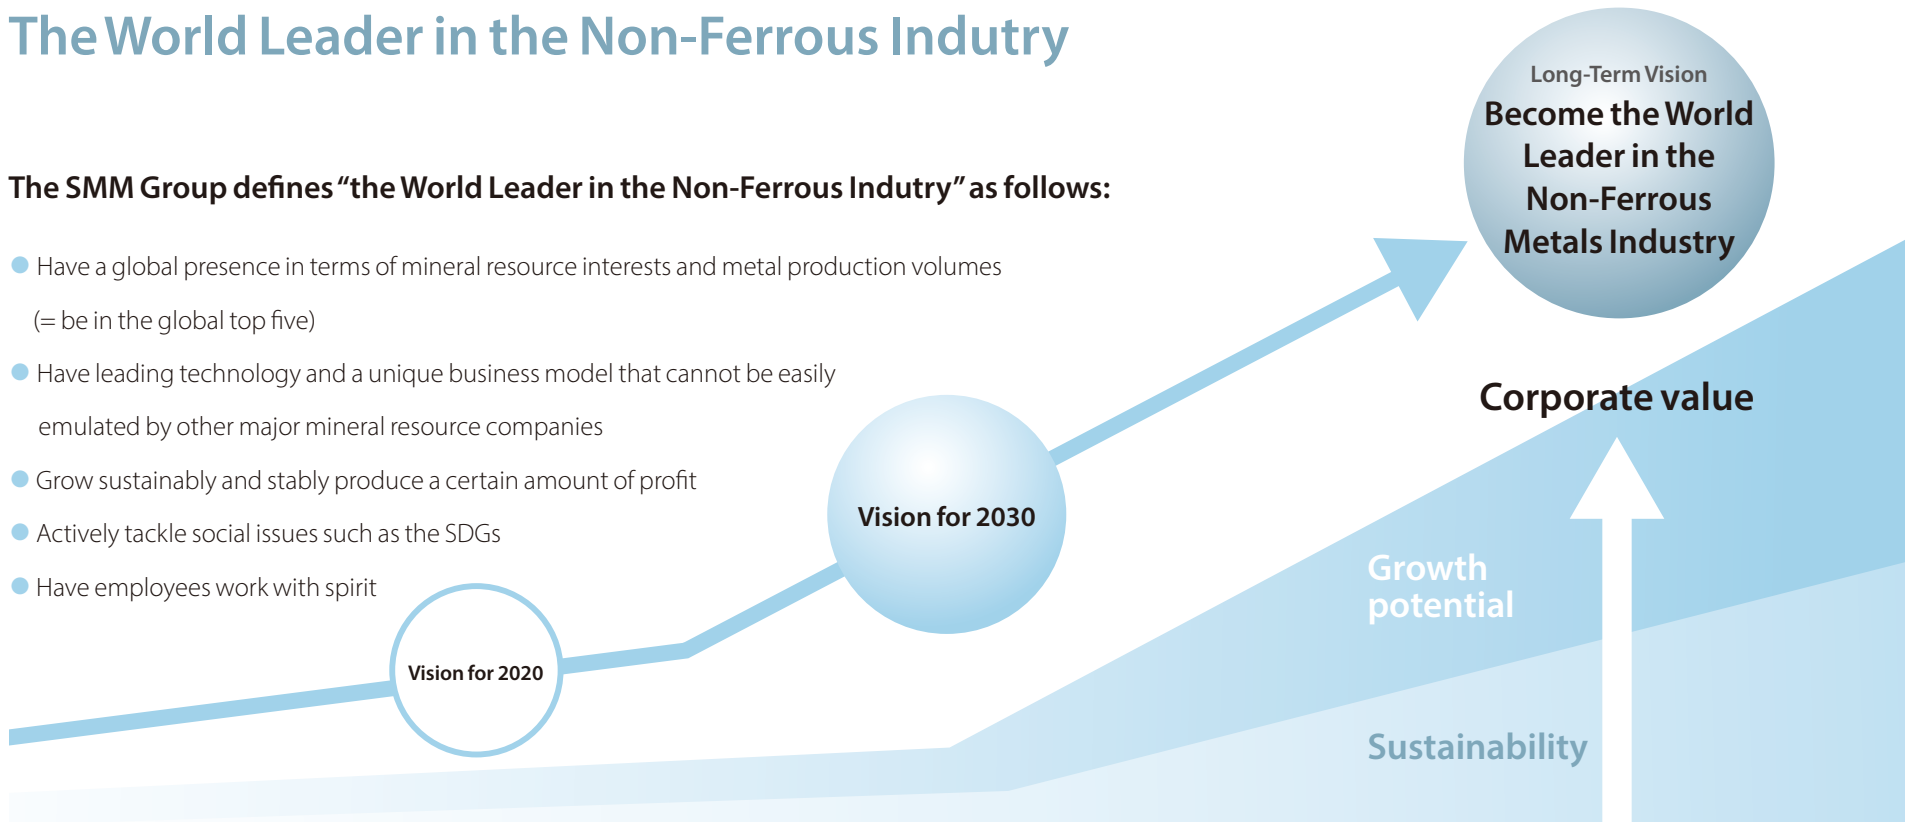 The World Leader in the Non-Ferrous Indutry
The SMM Group defines “the World Leader in the Non-Ferrous Indutry” as follows:
● Have a global presence in terms of mineral resource interests and metal production volumes
(= be in the global top five)
● Have leading technology and a unique business model that cannot be easily
emulated by other major mineral resource companies
● Grow sustainably and stably produce a certain amount of profit
● Actively tackle social issues such as the SDGs
● Have employees work with spirit
Vision for 2020
Vision for 2030
Long-Term Vision
Become the World
Leader in the
Non-Ferrous
Metals Industry
Corporate value
Growth
potential
Sustainability